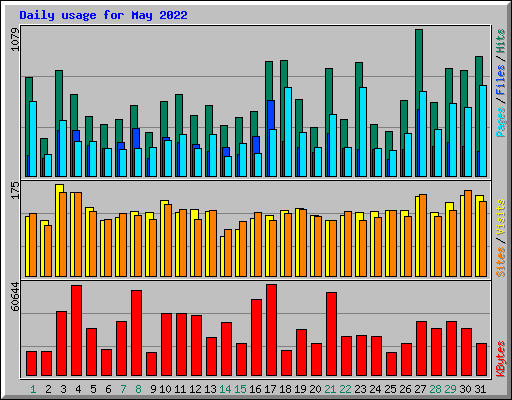 Daily usage for May 2022
1079
Pages / Files / Hits
175
Sites / Visits
60644
KBytes
1 2 3 4 5 6 7 8 9 10 11 12 13 14 15 16 17 18 19 20 21 22 23 24 25 26 27 28 29 30 31